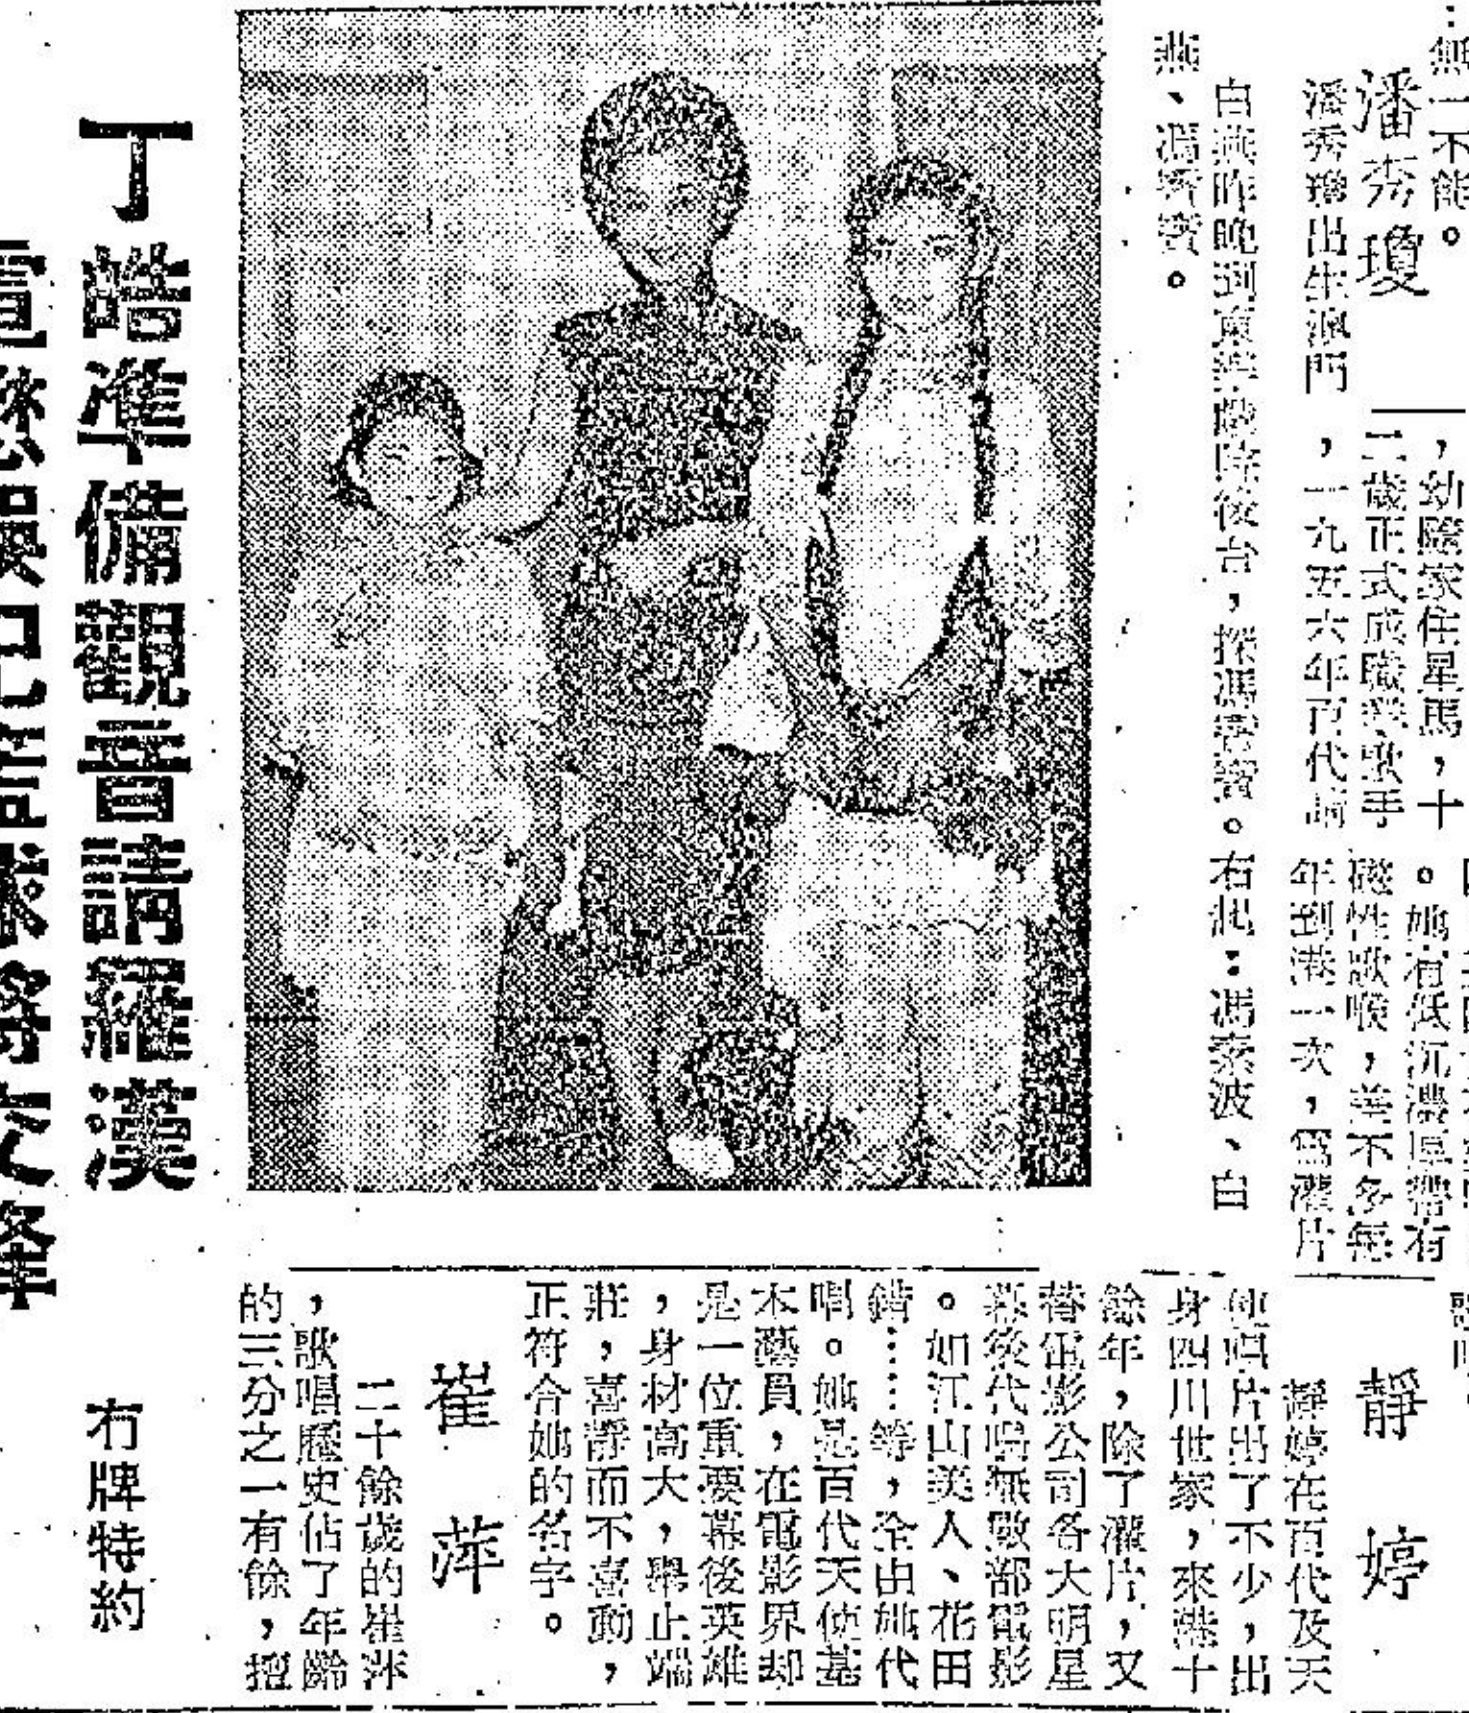 ：無一不能。
潘秀瓊
潘秀瓊出生澳門
，幼隨家住星馬，十
二歲正式成職業歌手
，一九五六年百代
。她有低沉濃厚帶有
磁性歌喉，差不多每
年到港一次，爲灌片
白燕昨晚到東樂戲院後台，探馮寶寶。右起：馮素波、白
燕、馮寶寶。
丁皓准備觀音請羅漢
冇牌特約
靜婷
靜婷在百代及天
使唱片出了不少，出
身四川世家，來港十
餘年，除了灌片，又
替電影公司各大明星
幕後代唱無數部電影
。如江山美人、花田
錯……等，全由她代
唱。她是百代天使基
本藝員，在電影界却
是一位重要幕後英雄
，身材高大，舉止端
莊，喜靜而不喜動，
正符合她的名字。
崔萍
二十餘歲的崔萍
，歌唱歷史佔了年齡
的三分之一有餘，擅